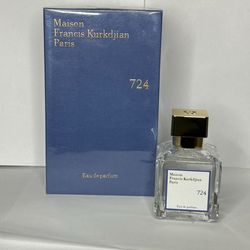 Maison
Francis Kurkdjian
Paris
724
Eau de parfum
Maison
Francis Kurkdjian
Paris
724
Eau de parfum